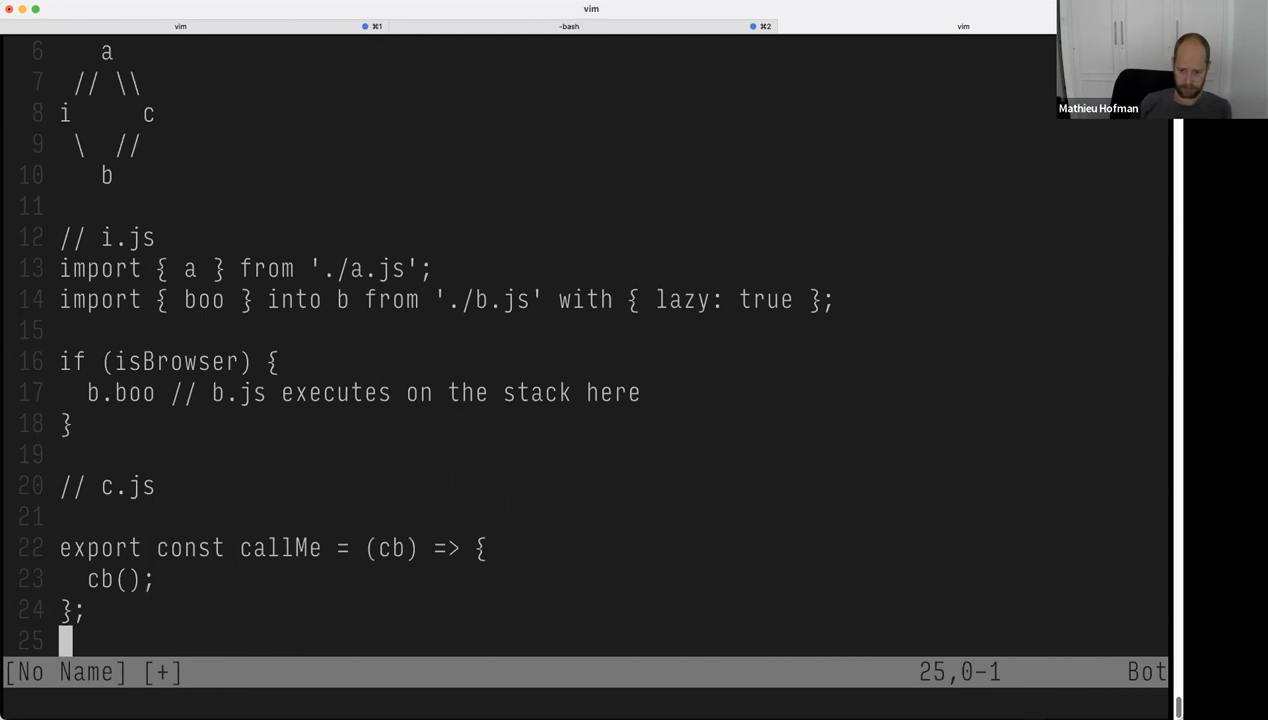 vim
vim ⌘1 -bash ⌘2 vim
Mathieu Hofman
6 a
7 // \\
8 i c
9 \ //
10 b
11
12 // i.js
13 import { a } from './a.js';
14 import { boo } into b from './b.js' with { lazy: true };
15
16 if (isBrowser) {
17 b.boo // b.js executes on the stack here
18 }
19
20 // c.js
21
22 export const callMe = (cb) => {
23 cb();
24 };
25
[No Name] [+] 25,0-1 Bot